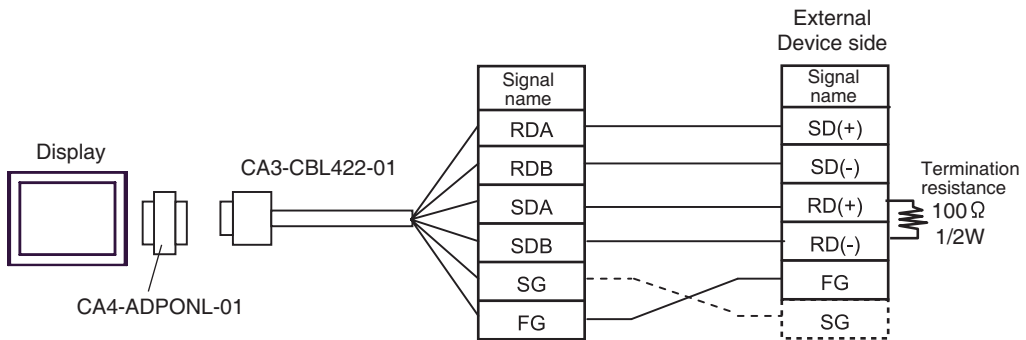 External
Device side
Signal
name
RDA
RDB
SDA
SDB
SG
FG
Signal
name
SD(+)
SD(-)
RD(+)
RD(-)
FG
SG
Display
CA3-CBL422-01
CA4-ADPONL-01
Termination
resistance
100Ω
1/2W